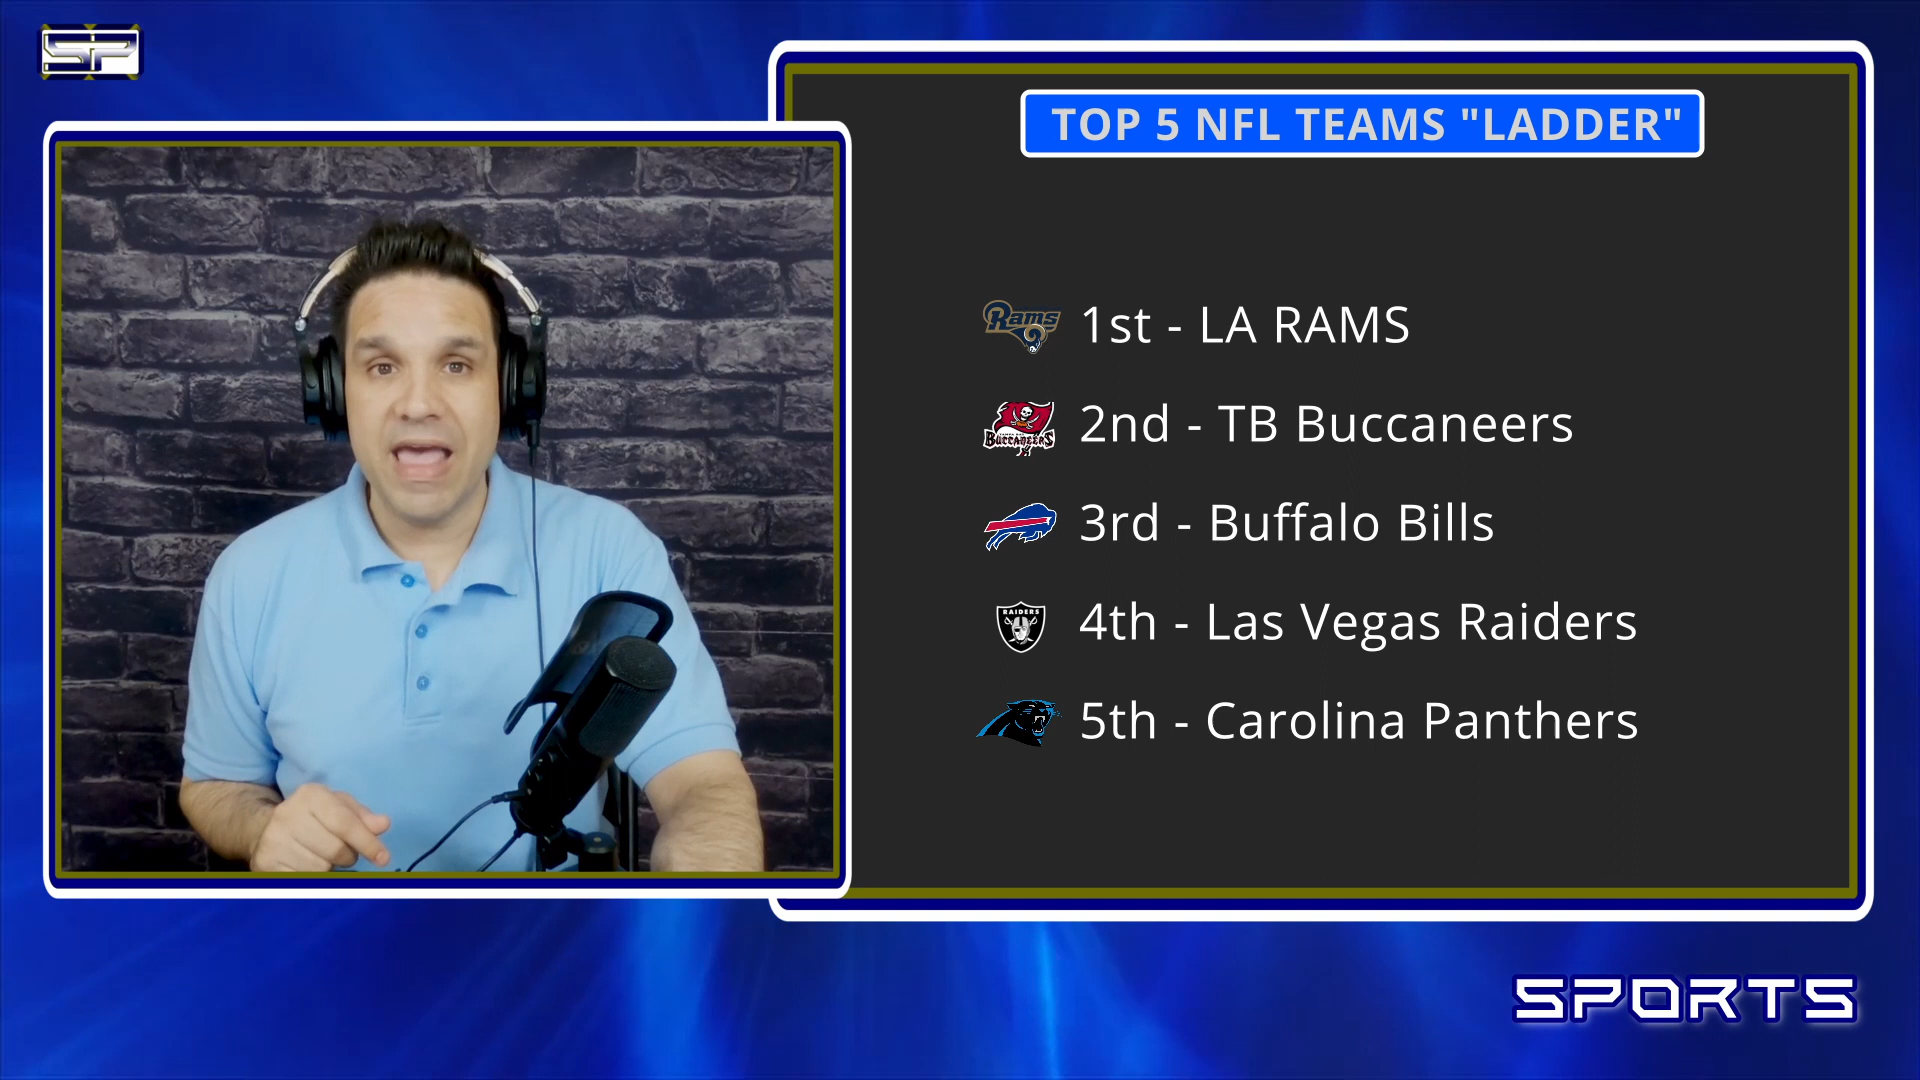 SP
TOP 5 NFL TEAMS "LADDER"
Rams
1st - LA RAMS
BUCCANEERS
2nd - TB Buccaneers
3rd - Buffalo Bills
RAIDERS
4th - Las Vegas Raiders
5th - Carolina Panthers
SPORTS